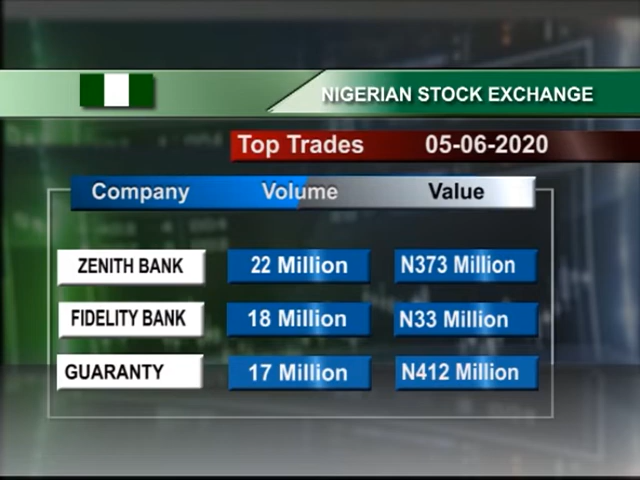 NIGERIAN STOCK EXCHANGE
Top Trades 05-06-2020
Company Volume Value
ZENITH BANK 22 Million N373 Million
FIDELITY BANK 18 Million N33 Million
GUARANTY 17 Million N412 Million